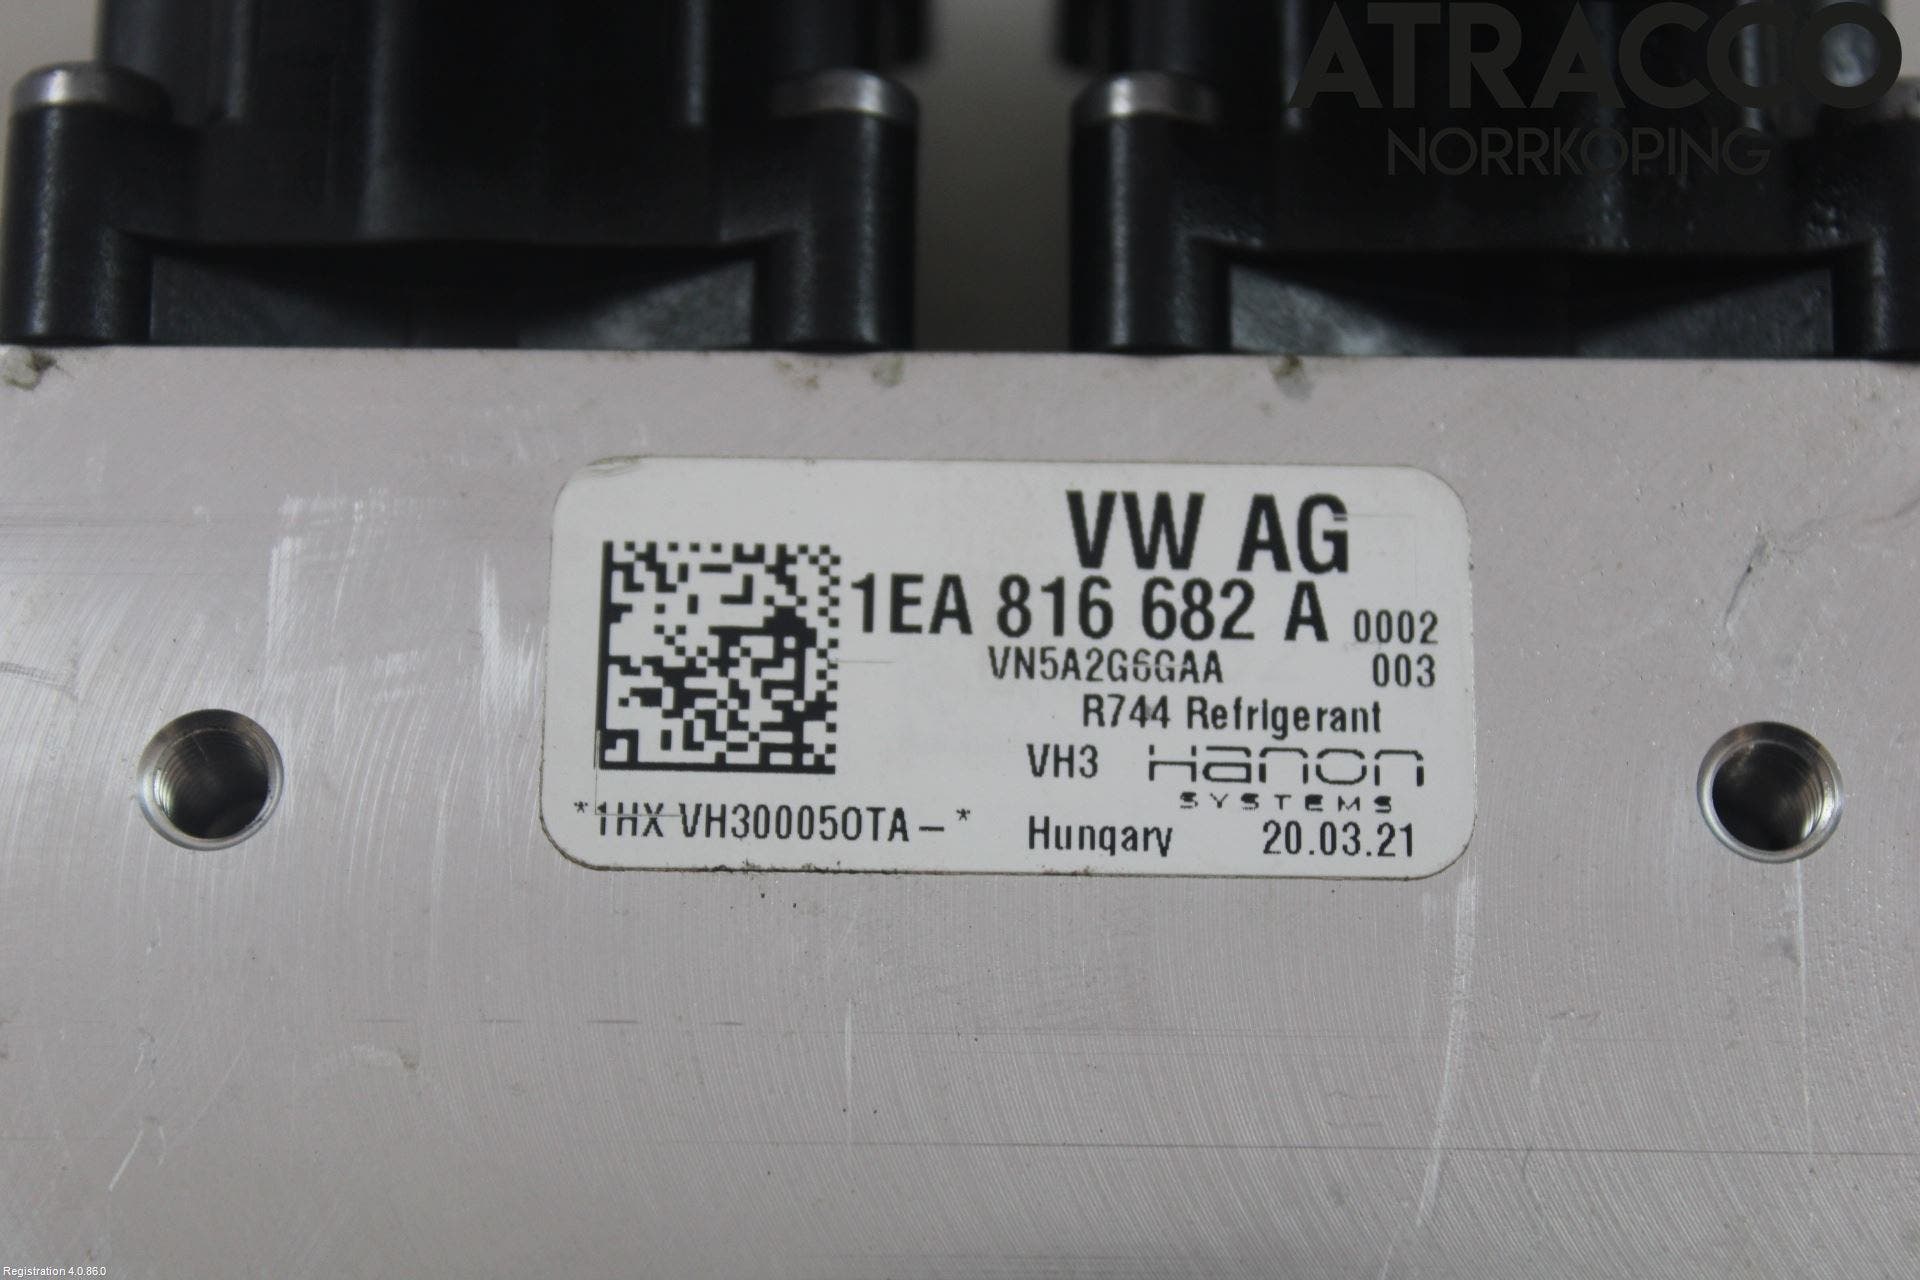 ATRACCO
NORRKÖPING
VW AG
1EA 816 682 A 0002
VN5A2G6GAA 003
R744 Refrigerant
VH3 Hanon
SYSTEMS
*1HX VH300050TA-*
Hungary 20.03.21
Registration 4.0.86.0